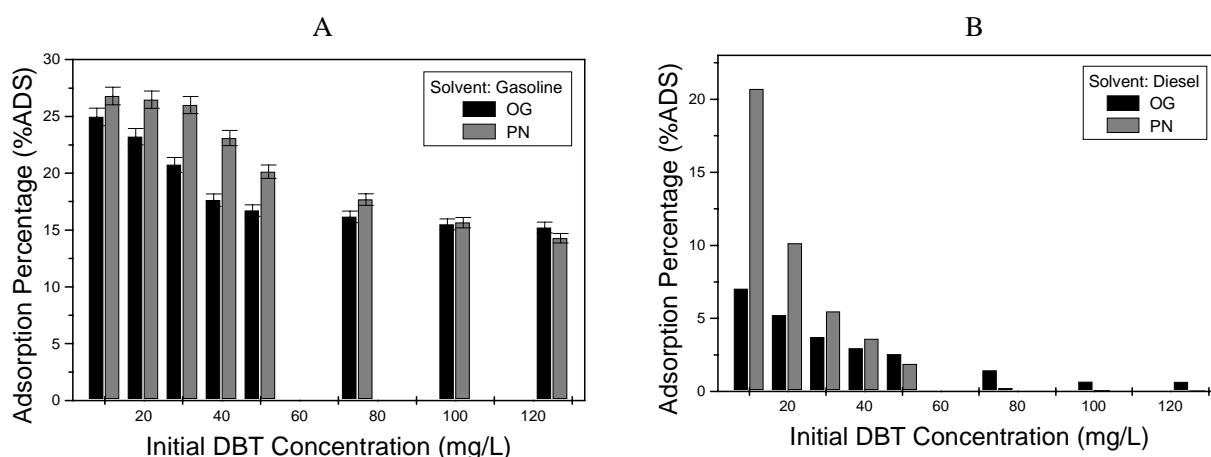 A
Adsorption Percentage (%ADS)
30
25
20
15
10
5
0
Solvent: Gasoline
OG
PN
20 40 60 80 100 120
Initial DBT Concentration (mg/L)
B
Adsorption Percentage (%ADS)
20
15
10
5
0
Solvent: Diesel
OG
PN
20 40 60 80 100 120
Initial DBT Concentration (mg/L)